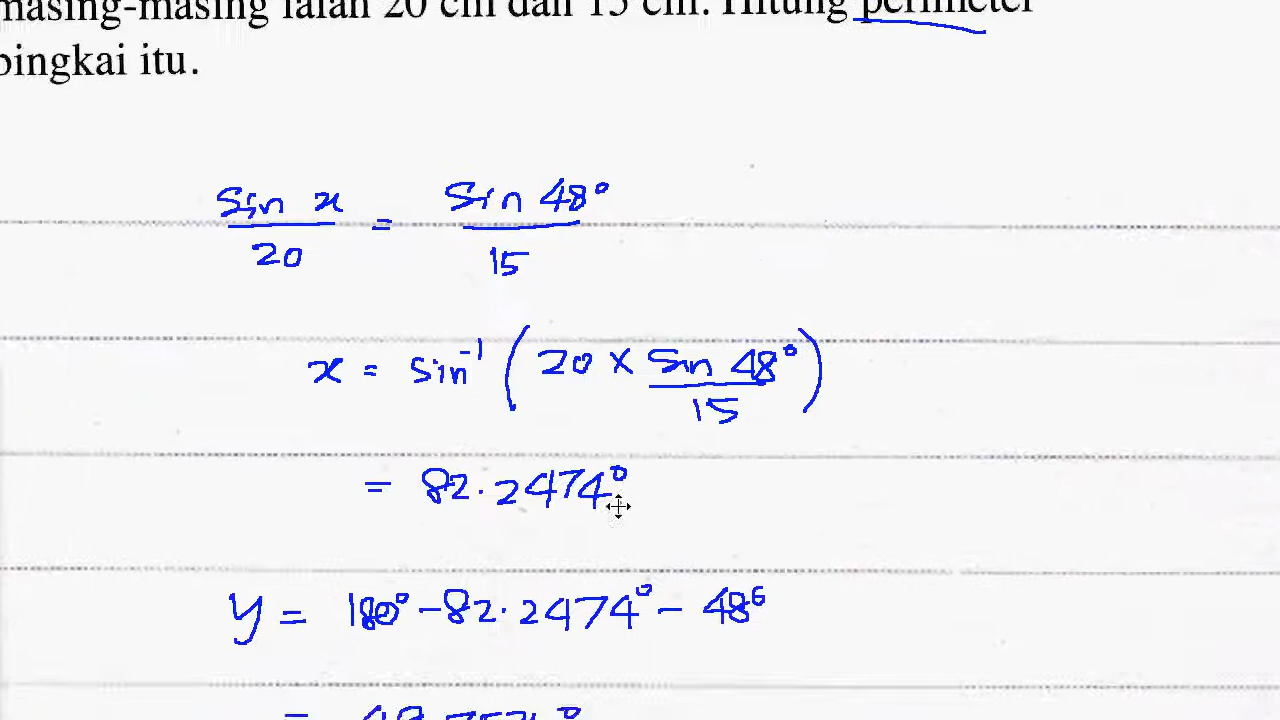 masing-masing ialah 20 cm dan 15 cm. Hitung perimeter
bingkai itu.
Sin x / 20 = Sin 48° / 15
x = sin⁻¹ ( 20 × Sin 48° / 15 )
= 82.2474°
y = 180° - 82.2474° - 48°